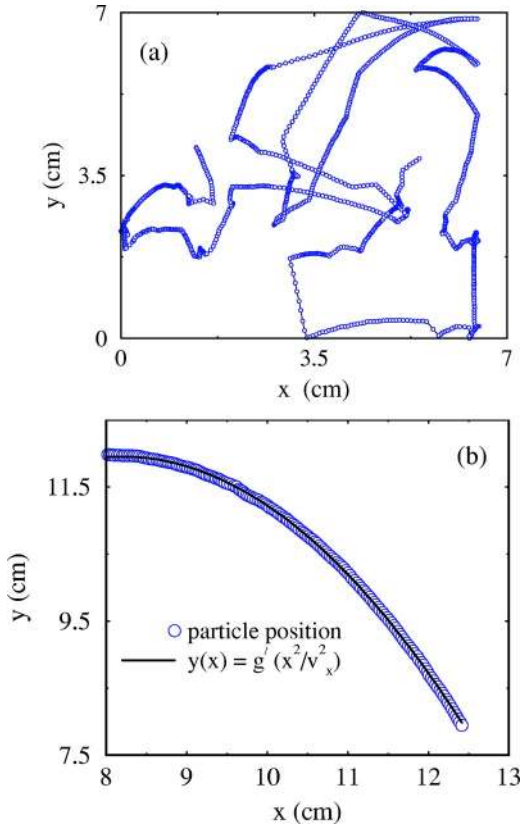 (a)
7
3.5
0
y (cm)
0
3.5
7
x (cm)
(b)
11.5
9.5
7.5
y (cm)
particle position
y(x) = g′ (x²/v²ₓ)
8
9
10
11
12
13
x (cm)